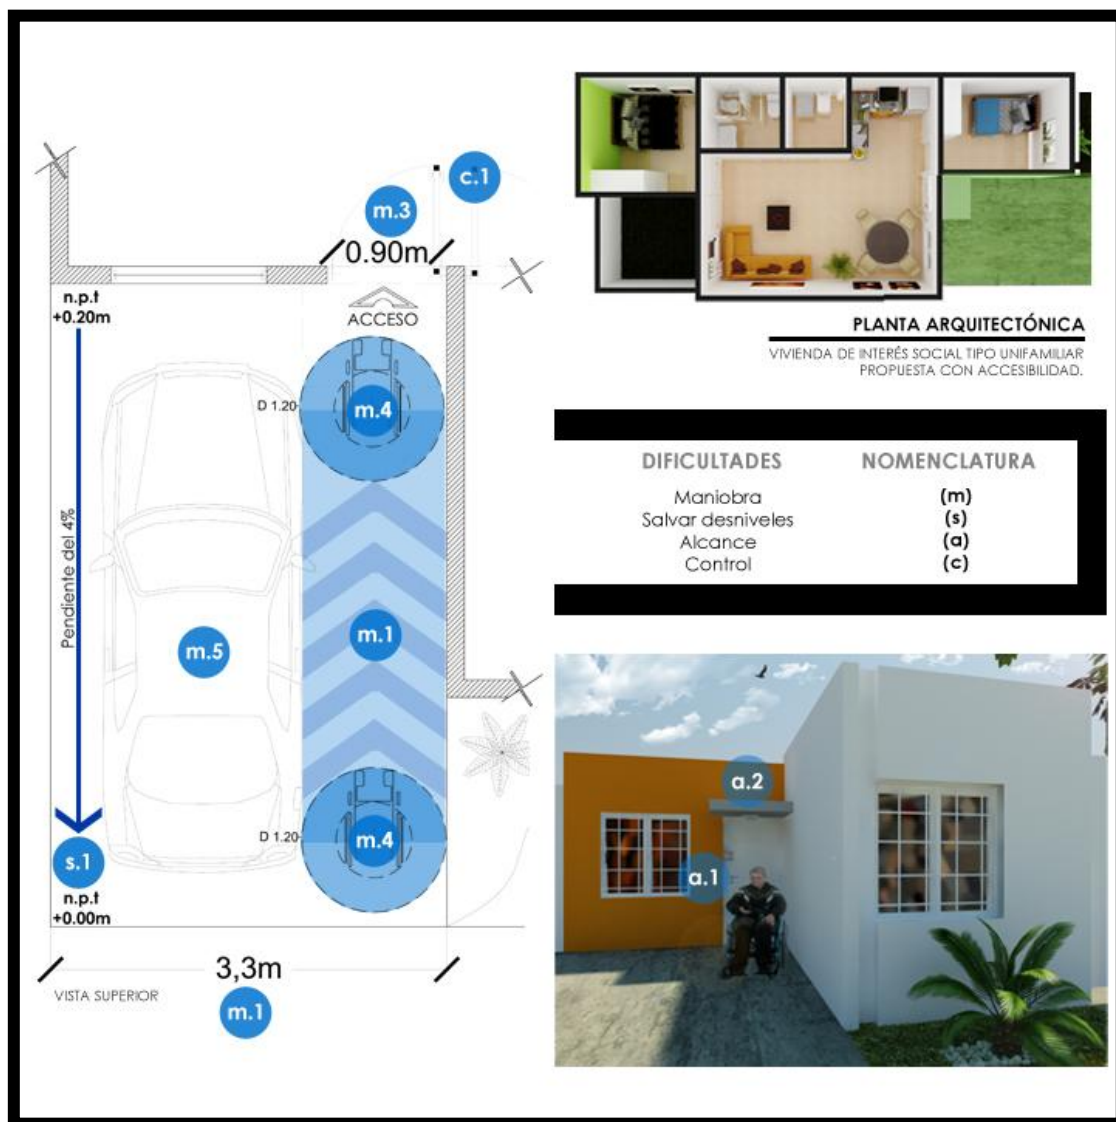 c.1
m.3
0.90m
n.p.t
+0.20m
ACCESO
D 1.20
m.4
Pendiente del 4%
m.1
m.5
D 1.20
m.4
s.1
n.p.t
+0.00m
3,3m
VISTA SUPERIOR
m.1
PLANTA ARQUITECTÓNICA
VIVIENDA DE INTERÉS SOCIAL TIPO UNIFAMILIAR
PROPUESTA CON ACCESIBILIDAD.
DIFICULTADES NOMENCLATURA
Maniobra (m)
Salvar desniveles (s)
Alcance (a)
Control (c)
a.2
a.1